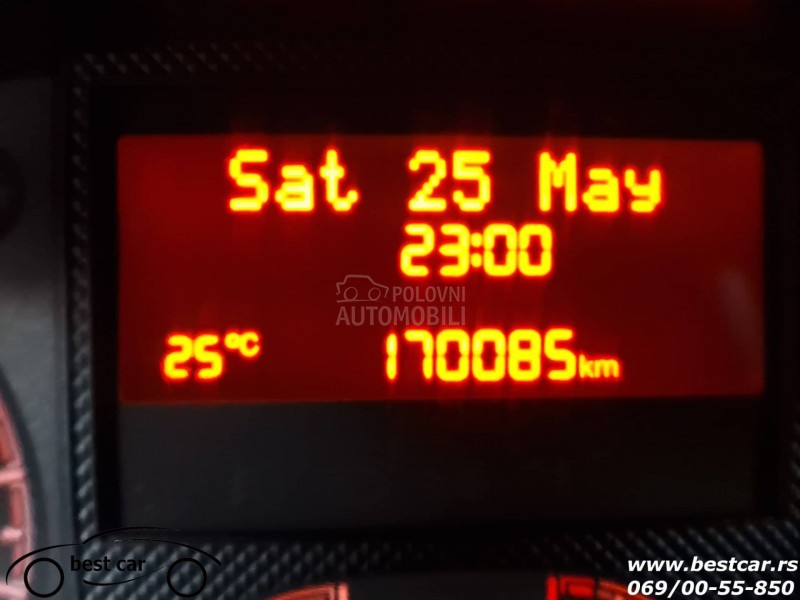 Sat 25 May
23:00
POLOVNI
AUTOMOBILI
25°C 170085km
best car
www.bestcar.rs
069/00-55-850